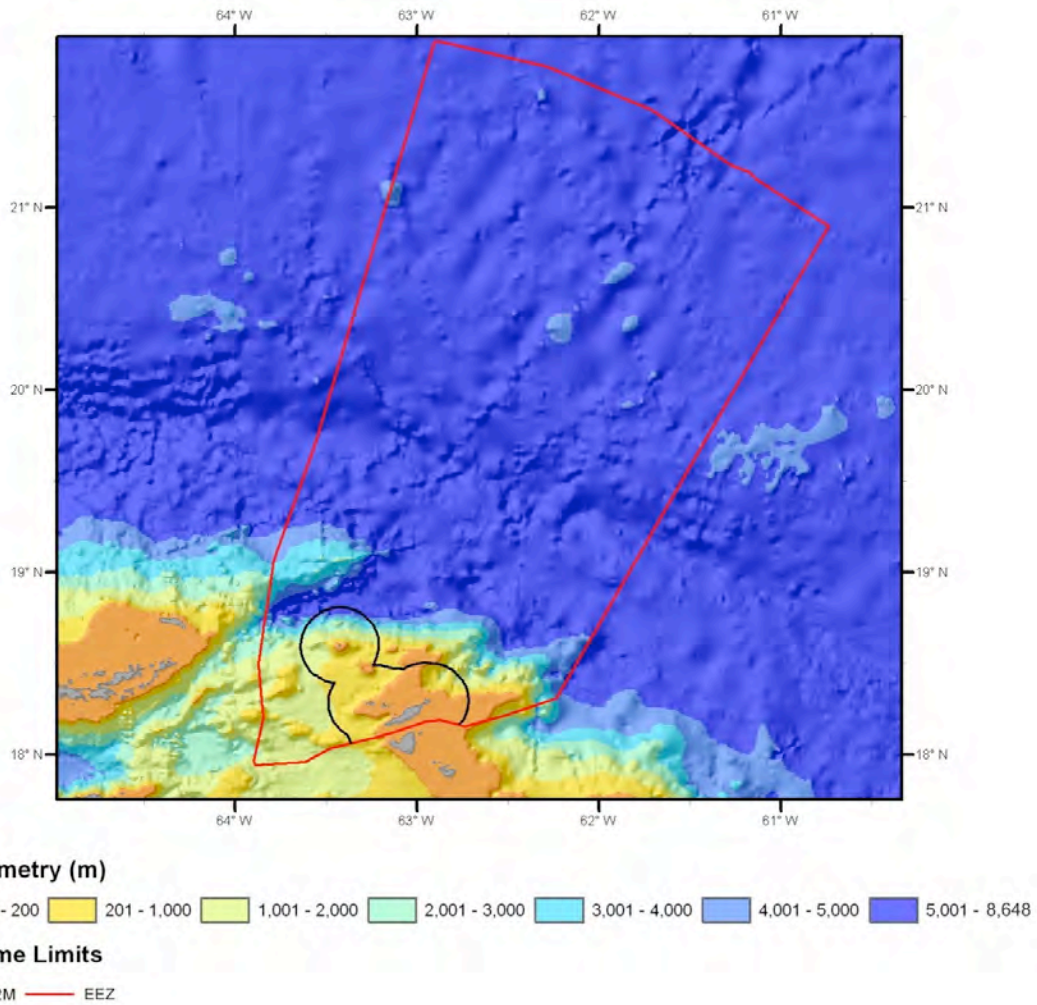 64° W 63° W 62° W 61° W
21° N 21° N
20° N 20° N
19° N 19° N
18° N 18° N
64° W 63° W 62° W 61° W
metry (m)
- 200 201 - 1,000 1,001 - 2,000 2,001 - 3,000 3,001 - 4,000 4,001 - 5,000 5,001 - 8,648
me Limits
M EEZ